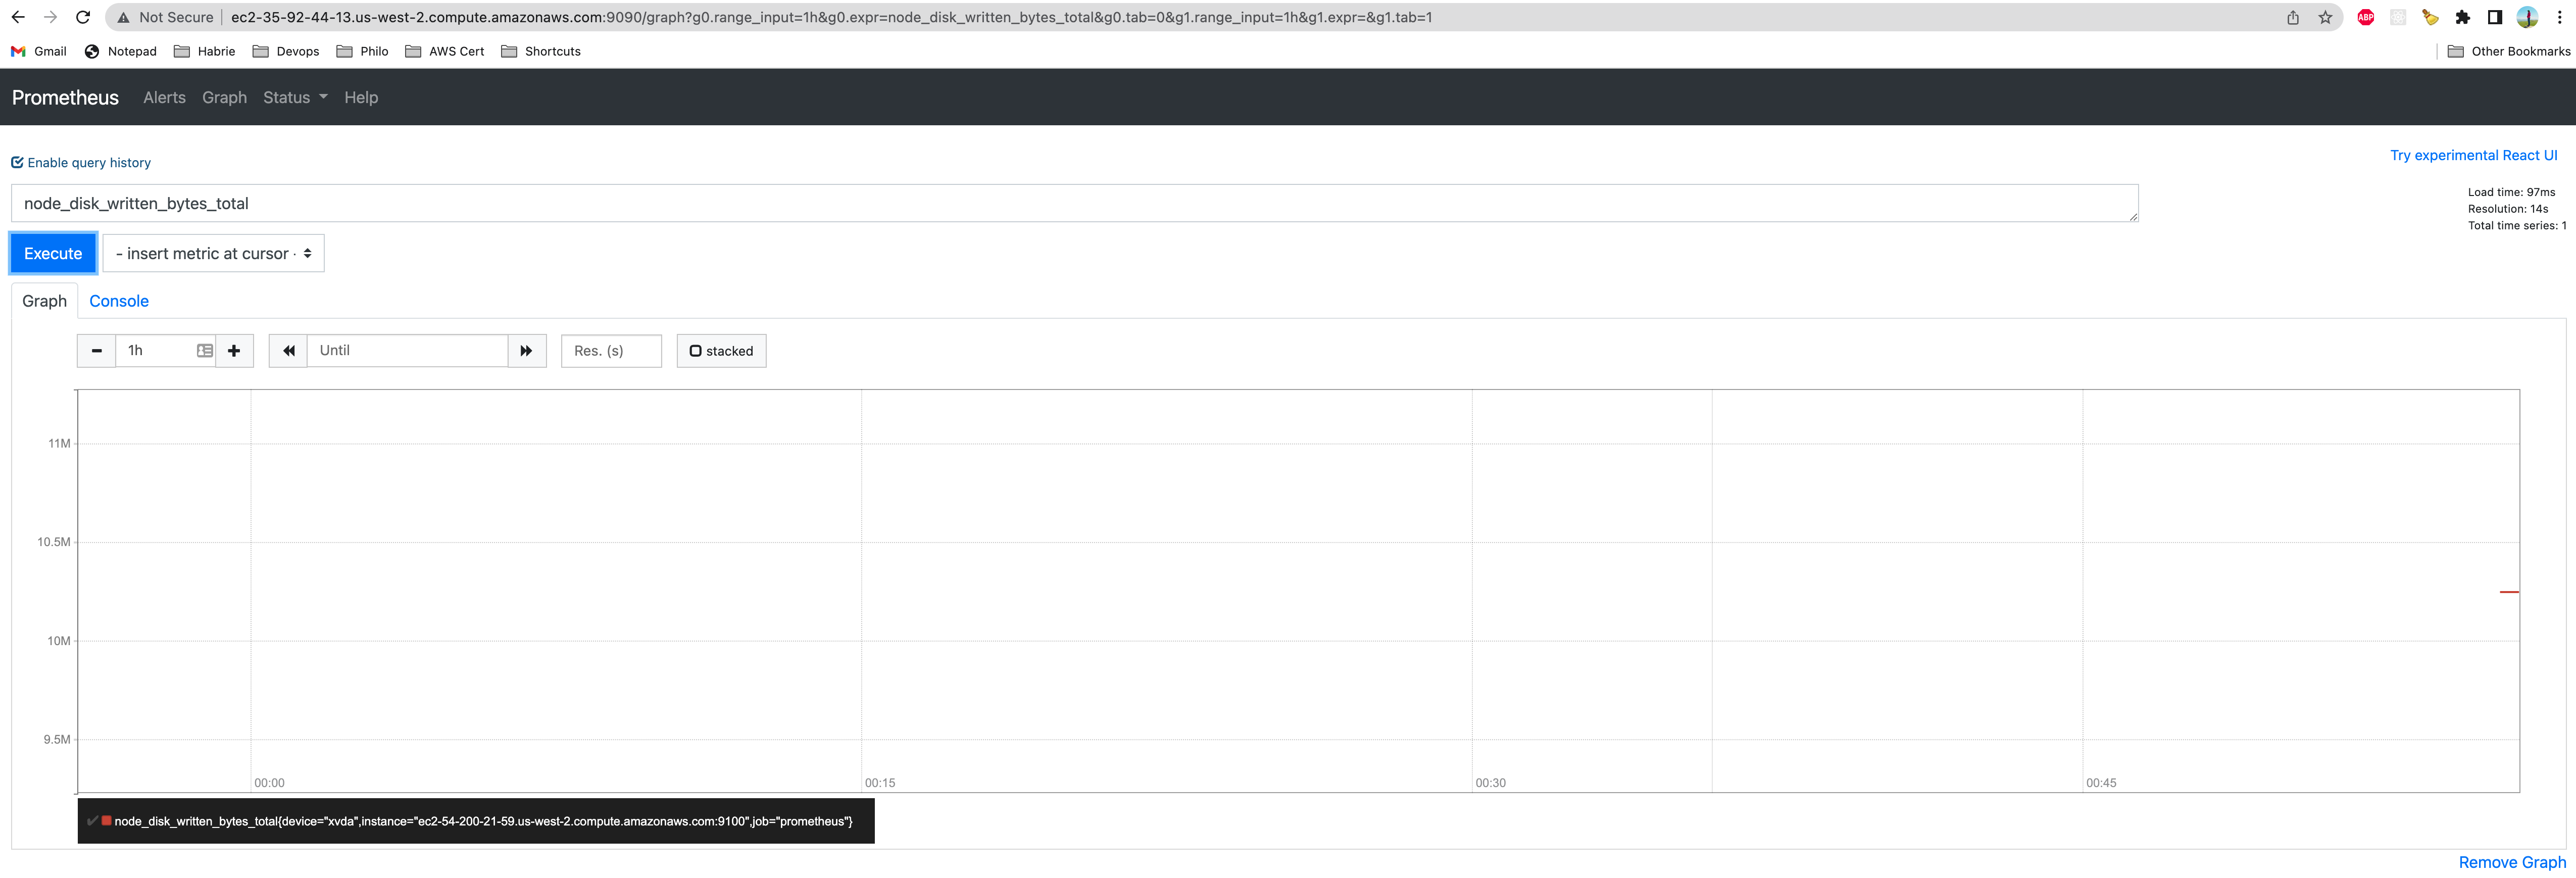 Not Secure ec2-35-92-44-13.us-west-2.compute.amazonaws.com:9090/graph?g0.range_input=1h&g0.expr=node_disk_written_bytes_total&g0.tab=0&g1.range_input=1h&g1.expr=&g1.tab=1
ABP
Gmail Notepad Habrie Devops Philo AWS Cert Shortcuts Other Bookmarks
Prometheus Alerts Graph Status Help
Enable query history
Try experimental React UI
node_disk_written_bytes_total
Load time: 97ms
Resolution: 14s
Total time series: 1
Execute - insert metric at cursor -
Graph Console
1h Until Res. (s) stacked
11M
10.5M
10M
9.5M
00:00 00:15 00:30 00:45
node_disk_written_bytes_total{device="xvda",instance="ec2-54-200-21-59.us-west-2.compute.amazonaws.com:9100",job="prometheus"}
Remove Graph